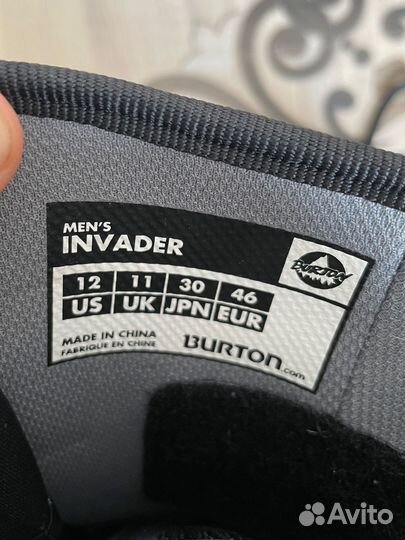 MEN'S
INVADER
BURTON
12 11 30 46
US UK JPN EUR
MADE IN CHINA
FABRIQUÉ EN CHINE
BURTON.com
Avito